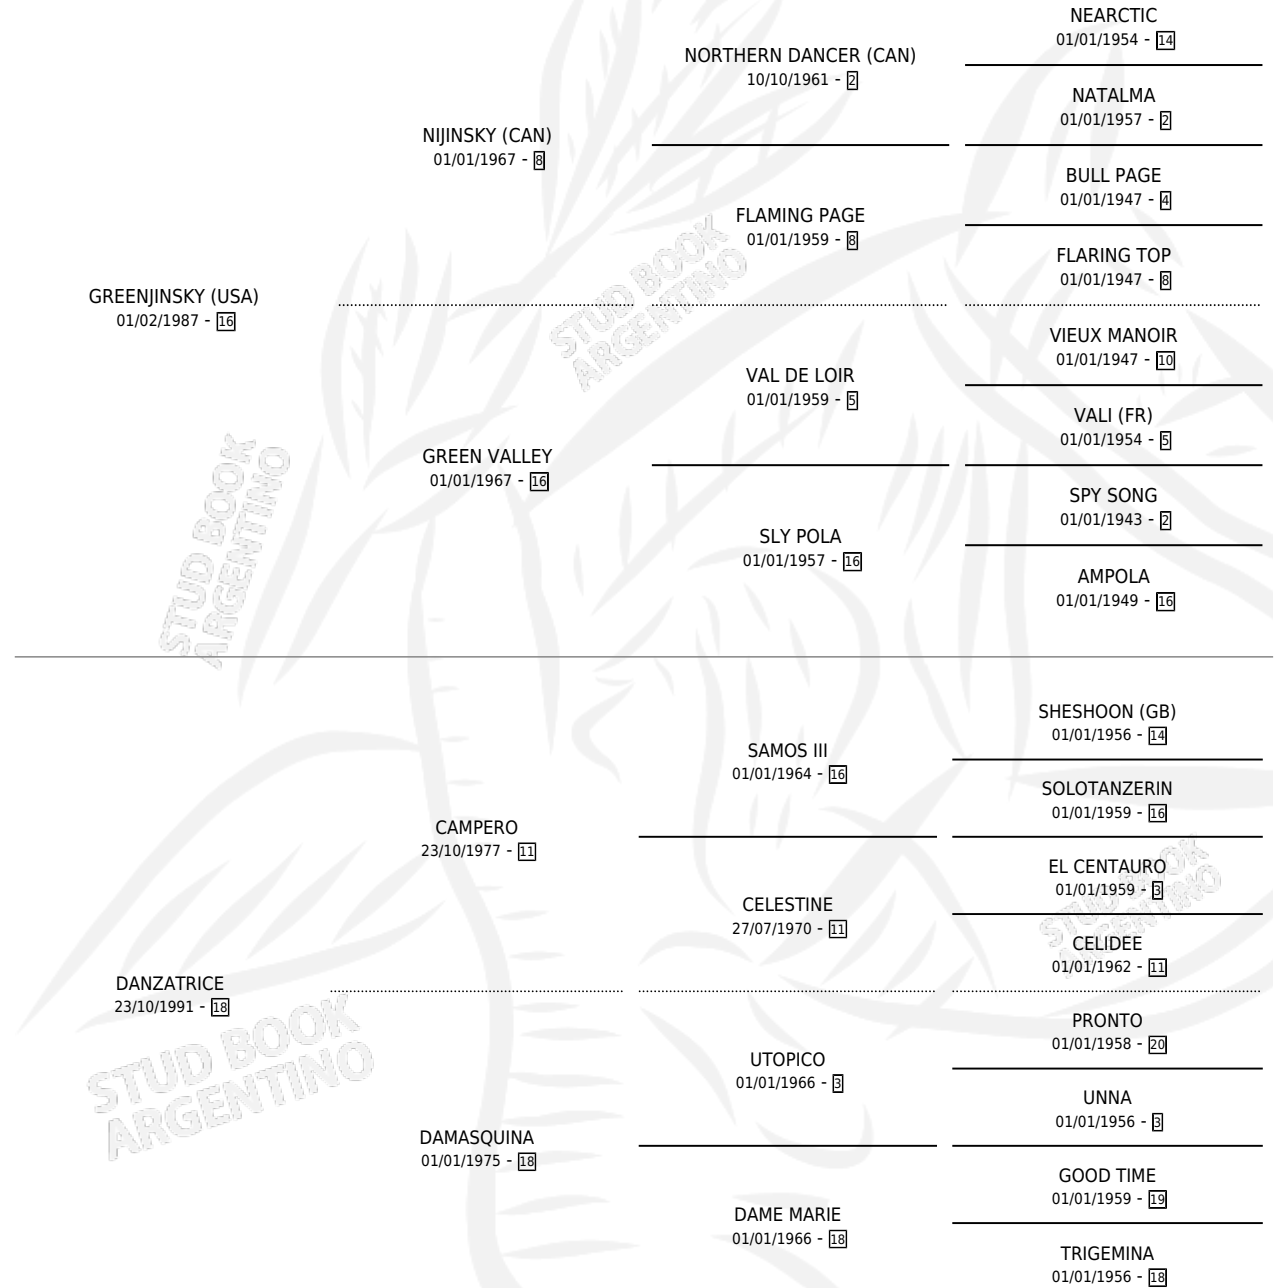 NEARCTIC
01/01/1954 - 14
NORTHERN DANCER (CAN)
10/10/1961 - 2
NATALMA
01/01/1957 - 2
NIJINSKY (CAN)
01/01/1967 - 8
BULL PAGE
01/01/1947 - 4
FLAMING PAGE
01/01/1959 - 8
FLARING TOP
01/01/1947 - 8
GREENJINSKY (USA)
01/02/1987 - 16
VIEUX MANOIR
01/01/1947 - 10
VAL DE LOIR
01/01/1959 - 5
VALI (FR)
01/01/1954 - 5
GREEN VALLEY
01/01/1967 - 16
SPY SONG
01/01/1943 - 2
SLY POLA
01/01/1957 - 16
AMPOLA
01/01/1949 - 16
SHESHOON (GB)
01/01/1956 - 14
SAMOS III
01/01/1964 - 16
SOLOTANZERIN
01/01/1959 - 16
CAMPERO
23/10/1977 - 11
EL CENTAURO
01/01/1959 - 3
CELESTINE
27/07/1970 - 11
CELIDEE
01/01/1962 - 11
DANZATRICE
23/10/1991 - 18
PRONTO
01/01/1958 - 20
UTOPICO
01/01/1966 - 3
UNNA
01/01/1956 - 3
DAMASQUINA
01/01/1975 - 18
GOOD TIME
01/01/1959 - 19
DAME MARIE
01/01/1966 - 18
TRIGEMINA
01/01/1956 - 18
STUD BOOK
ARGENTINO
STUD BOOK
ARGENTINO
STUD BOOK
ARGENTINO
STUD BOOK
ARGENTINO